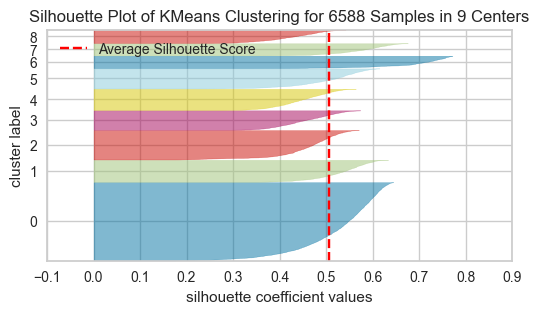 Silhouette Plot of KMeans Clustering for 6588 Samples in 9 Centers
Average Silhouette Score
8
7
6
5
4
3
2
1
0
cluster label
-0.1 0.0 0.1 0.2 0.3 0.4 0.5 0.6 0.7 0.8 0.9
silhouette coefficient values